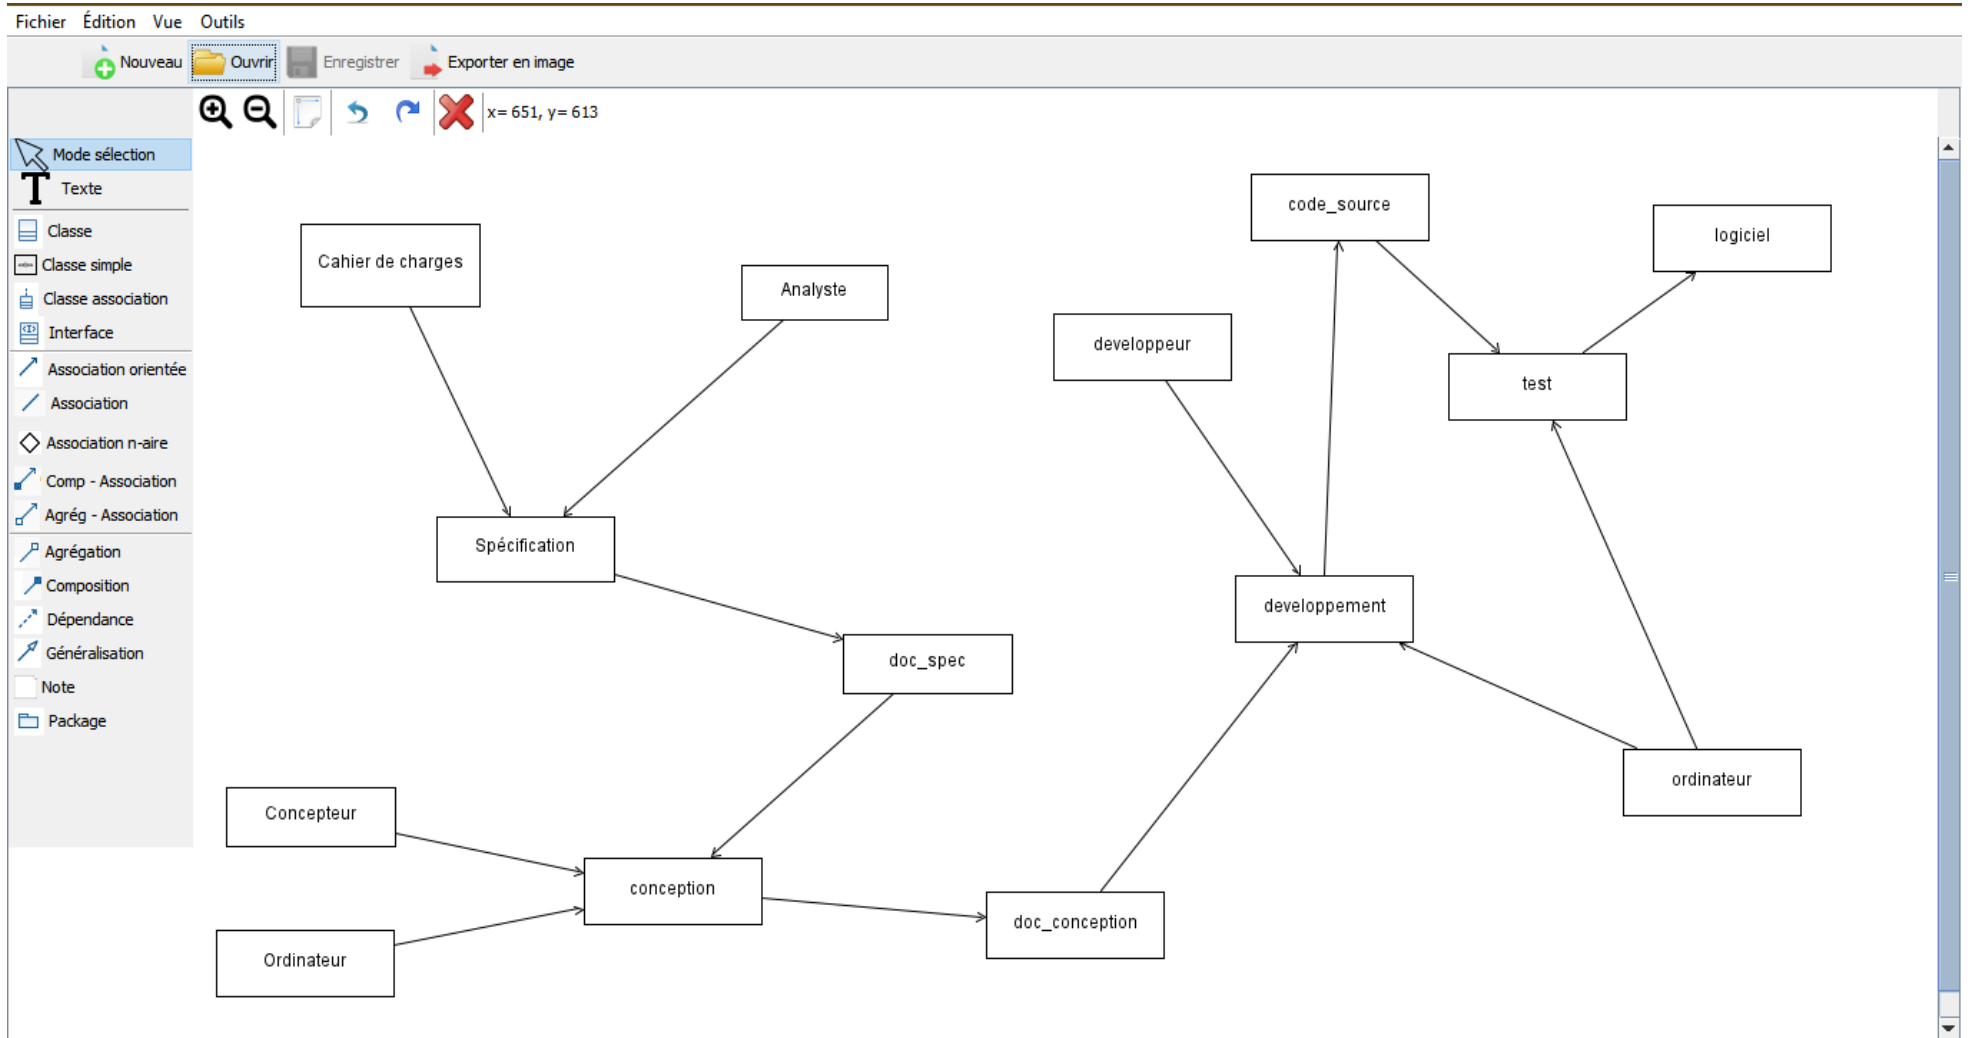 Fichier Édition Vue Outils
Nouveau Ouvrir Enregistrer Exporter en image
x= 651, y= 613
Mode sélection
Texte
Classe
Classe simple
Classe association
Interface
Association orientée
Association
Association n-aire
Comp - Association
Agrég - Association
Agrégation
Composition
Dépendance
Généralisation
Note
Package
code_source
logiciel
Cahier de charges
Analyste
developpeur
test
Spécification
developpement
doc_spec
ordinateur
Concepteur
conception
doc_conception
Ordinateur